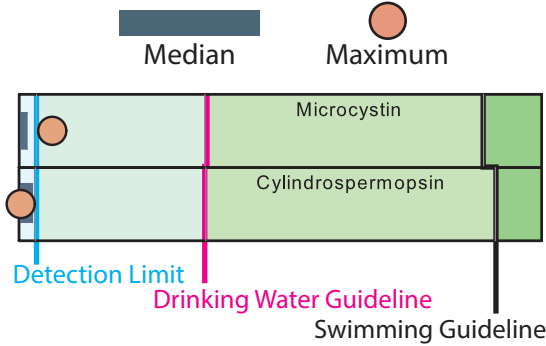 Median
Maximum
Microcystin
Cylindrospermopsin
Detection Limit
Drinking Water Guideline
Swimming Guideline